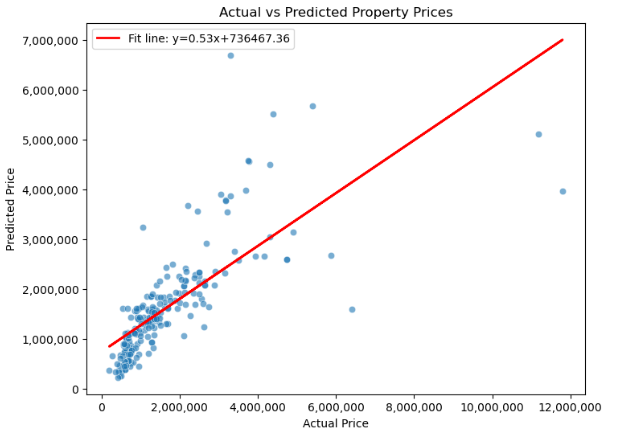 Actual vs Predicted Property Prices
Fit line: y=0.53x+736467.36
7,000,000
6,000,000
5,000,000
4,000,000
3,000,000
2,000,000
1,000,000
0
Predicted Price
0 2,000,000 4,000,000 6,000,000 8,000,000 10,000,000 12,000,000
Actual Price